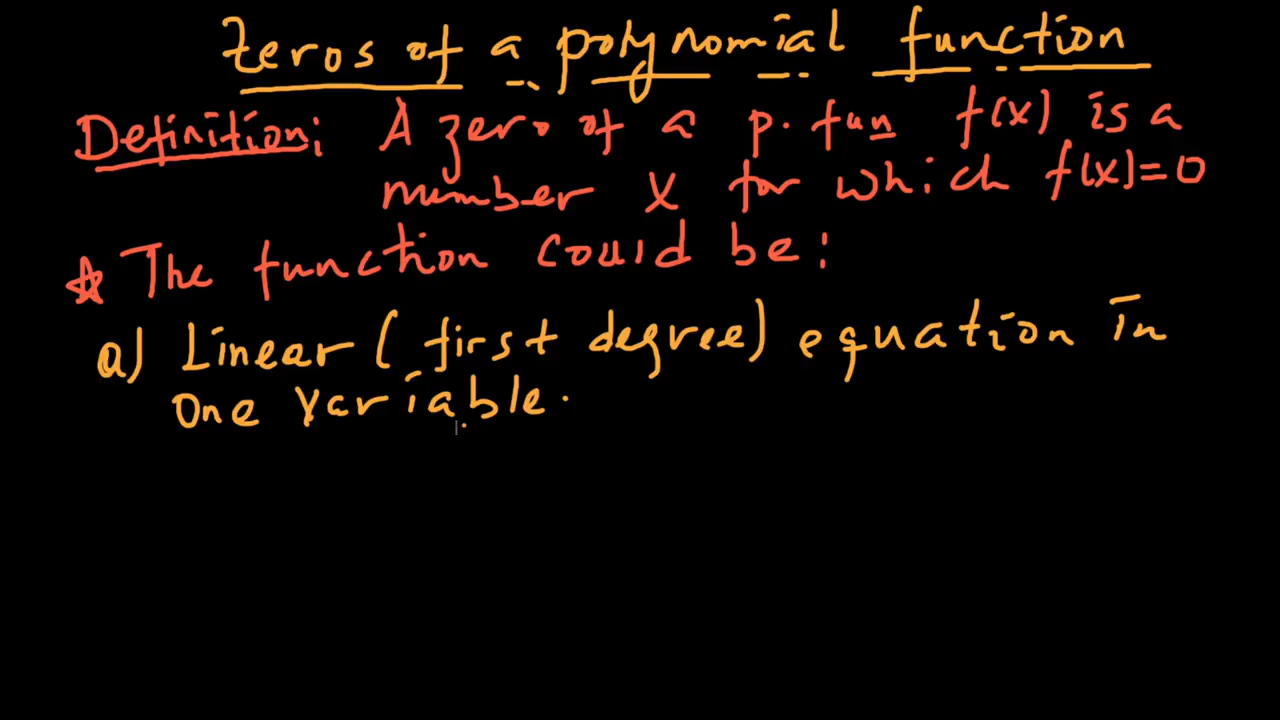 Zeros of a polynomial function
Definition: A zero of a p. fun f(x) is a
number x for which f(x)=0
☆ The function could be:
a) Linear (first degree) equation in
One variable.